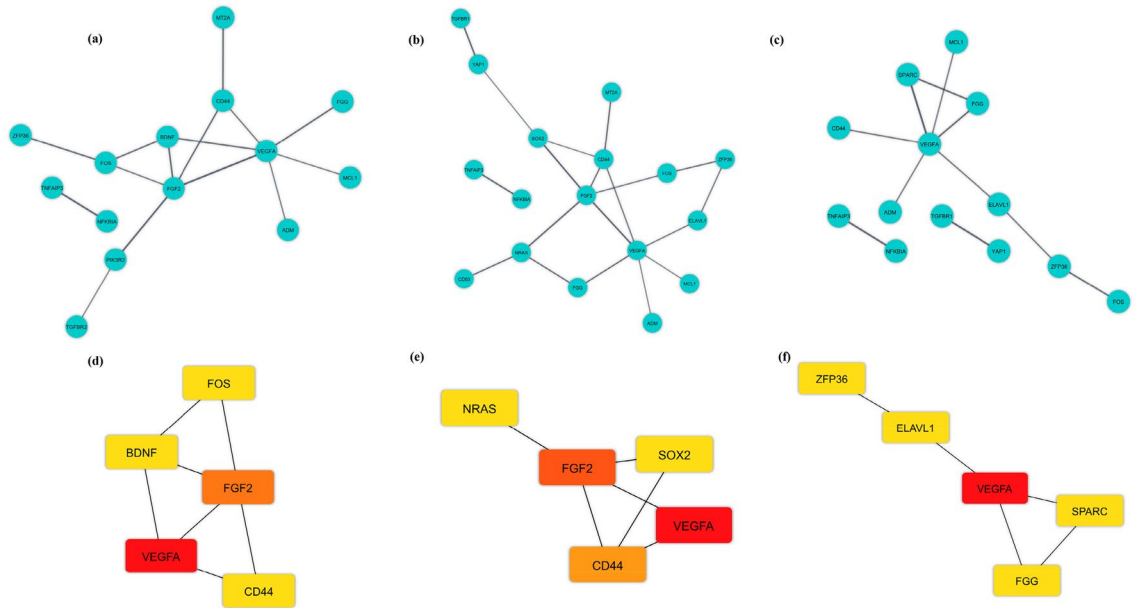 (a)
MT2A
CD44
FGG
BDNF
ZFP36
VEGFA
FOS
MCL1
TNFAIP3
FGF2
NFKBIA
ADM
PIK3R2
TGFBR2
(b)
TGFBR1
YAP1
MT2A
SOX2
CD44
ZFP36
FOS
TNFAIP3
FGF2
NFKBIA
ELAVL1
NRAS
VEGFA
FGG
MCL1
ADM
(c)
MCL1
SPARC
FGG
CD44
VEGFA
ELAVL1
ADM
TNFAIP3
TGFBR1
NFKBIA
YAP1
ZFP36
FOS
(d)
FOS
BDNF
FGF2
VEGFA
CD44
(e)
NRAS
SOX2
FGF2
VEGFA
CD44
(f)
ZFP36
ELAVL1
VEGFA
SPARC
FGG